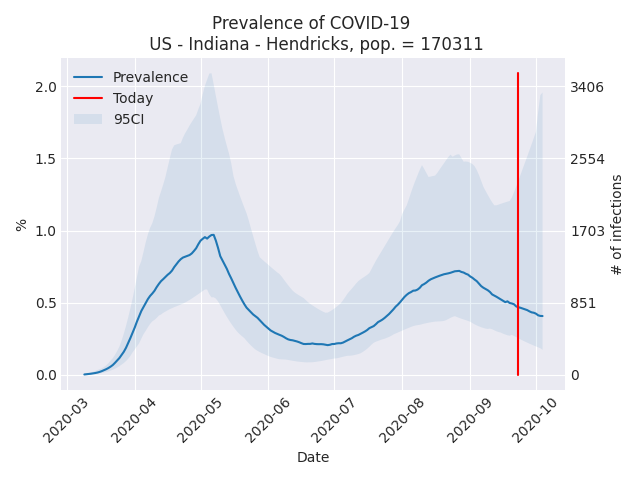 Prevalence of COVID-19
US - Indiana - Hendricks, pop. = 170311
Prevalence
Today
95CI
2.0
1.5
1.0
0.5
0.0
%
3406
2554
1703
851
0
# of infections
2020-03
2020-04
2020-05
2020-06
2020-07
2020-08
2020-09
2020-10
Date